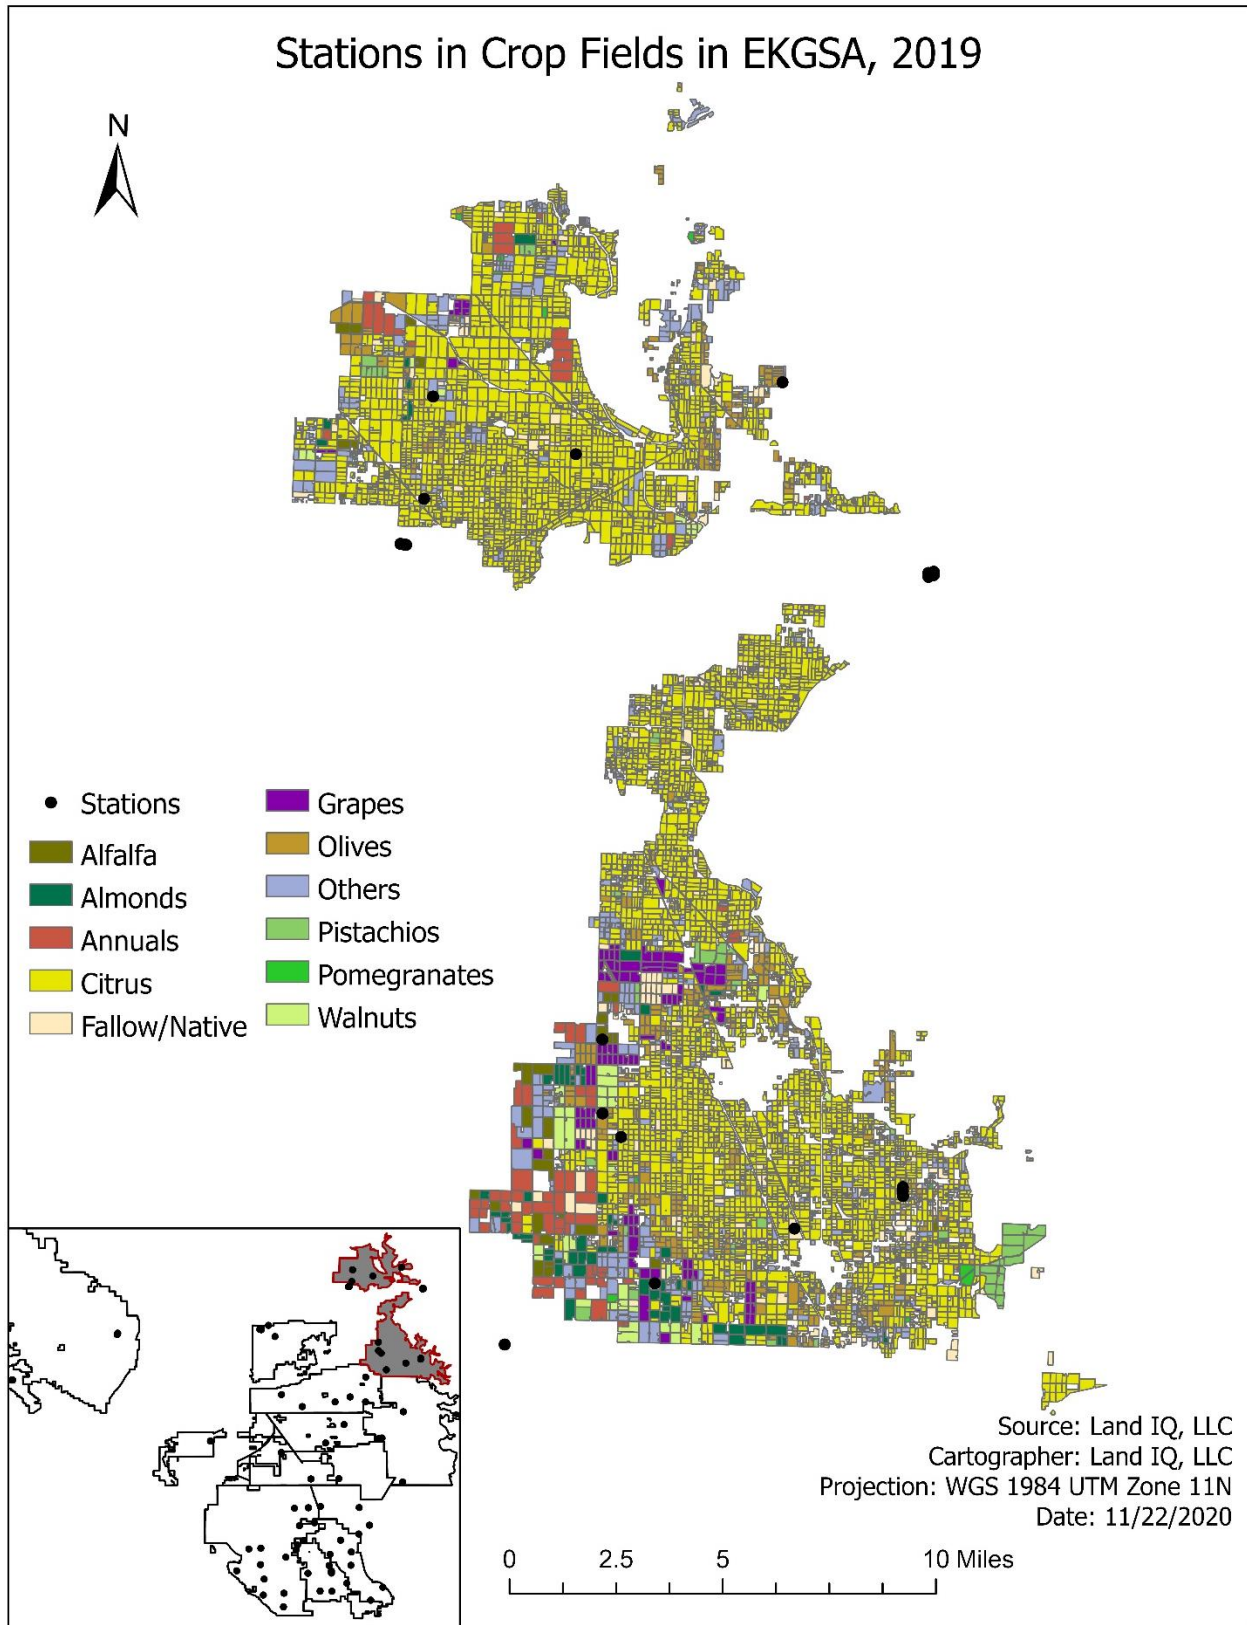 Stations in Crop Fields in EKGSA, 2019
N
Stations
Alfalfa
Almonds
Annuals
Citrus
Fallow/Native
Grapes
Olives
Others
Pistachios
Pomegranates
Walnuts
Source: Land IQ, LLC
Cartographer: Land IQ, LLC
Projection: WGS 1984 UTM Zone 11N
Date: 11/22/2020
0 2.5 5 10 Miles